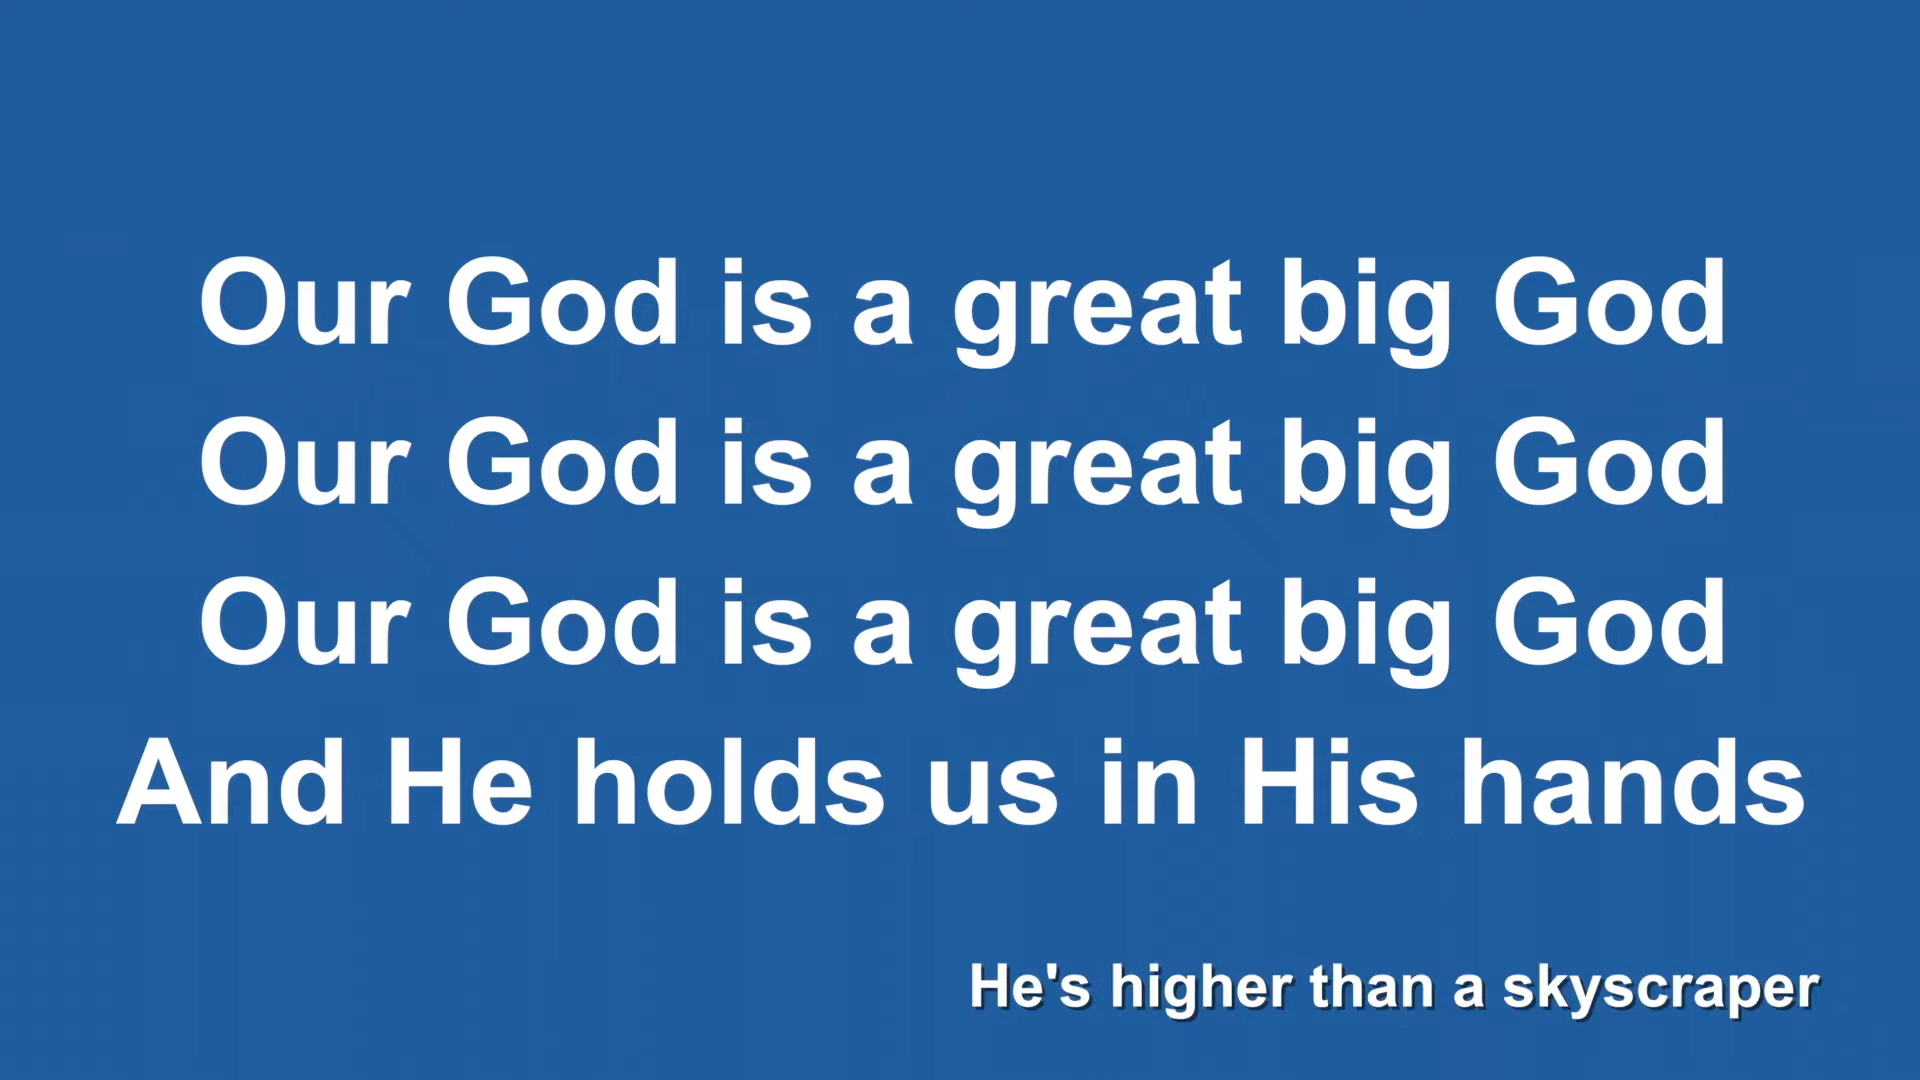 Our God is a great big God
Our God is a great big God
Our God is a great big God
And He holds us in His hands
He's higher than a skyscraper